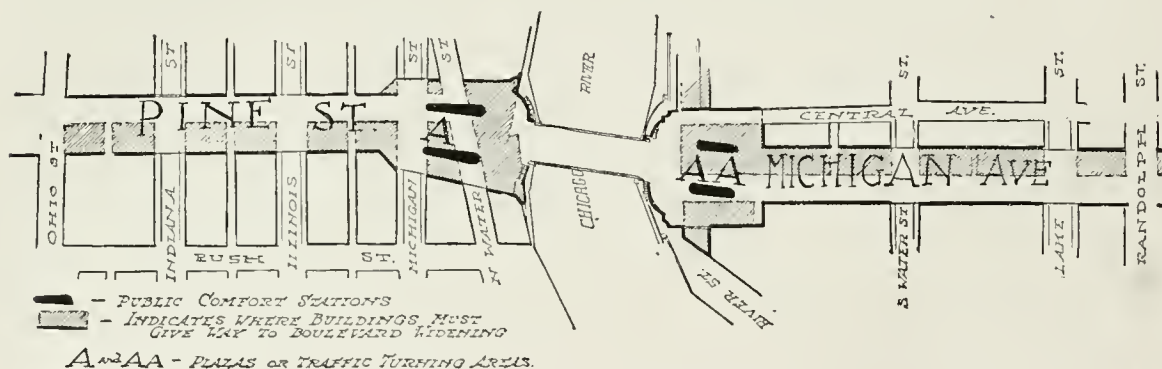 ST
ST
ST
ST
RIVER
ST.
ST.
ST.
PINE ST.
A
CENTRAL AVE.
AA MICHIGAN AVE
OHIO ST
INDIANA
ILLINOIS
MICHIGAN
N WATER
CHICAGO
S WATER ST
LAKE
RANDOLPH
RUSH ST.
RIVER ST.
- PUBLIC COMFORT STATIONS
- INDICATES WHERE BUILDINGS MUST
GIVE WAY TO BOULEVARD WIDENING
A AND AA - PLAZAS OR TRAFFIC TURNING AREAS.